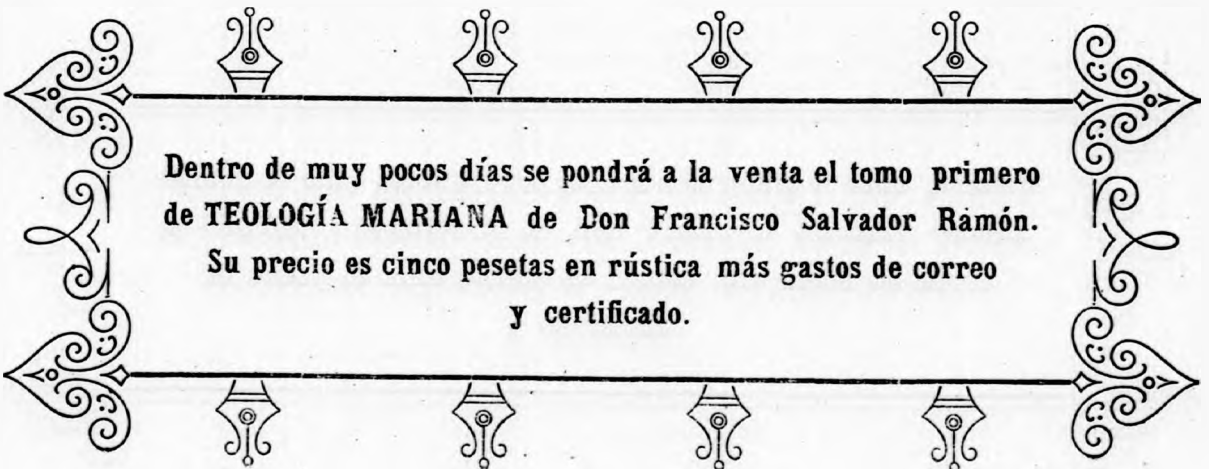 Dentro de muy pocos días se pondrá a la venta el tomo primero
de TEOLOGÍA MARIANA de Don Francisco Salvador Ramón.
Su precio es cinco pesetas en rústica más gastos de correo
y certificado.